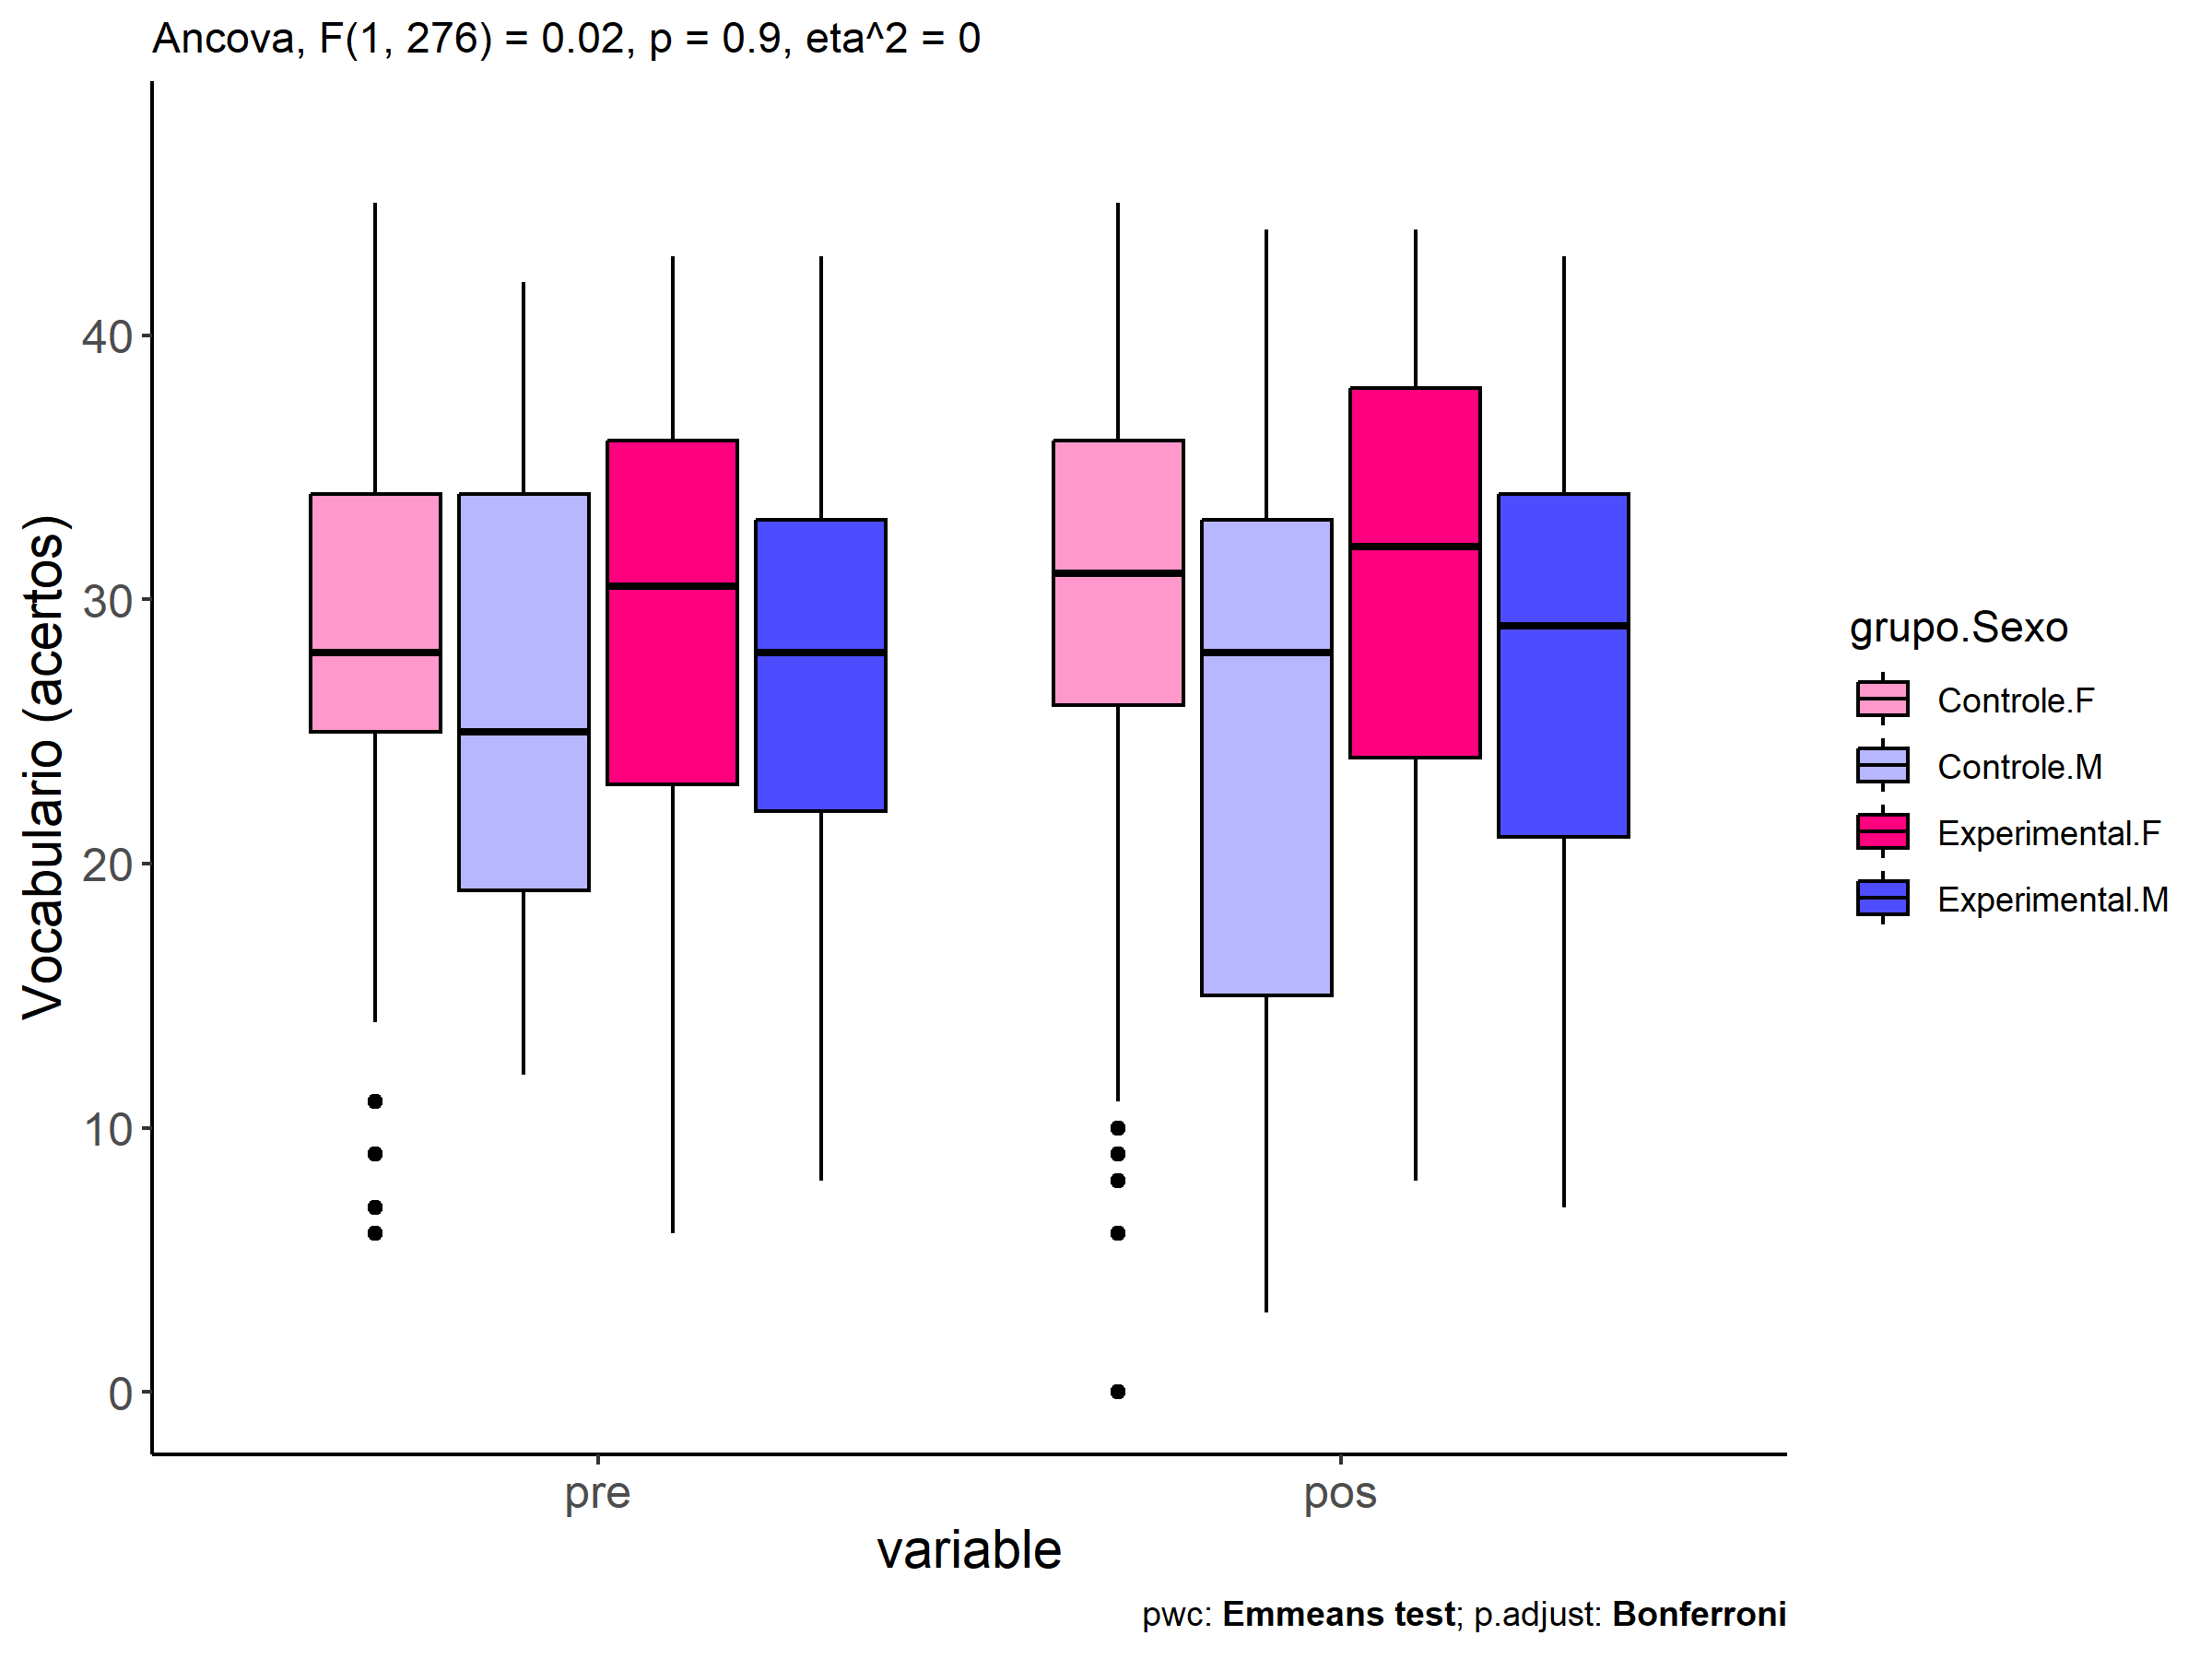 Ancova, F(1, 276) = 0.02, p = 0.9, eta^2 = 0
Vocabulario (acertos)
40
30
20
10
0
pre
pos
variable
grupo.Sexo
Controle.F
Controle.M
Experimental.F
Experimental.M
pwc: Emmeans test; p.adjust: Bonferroni